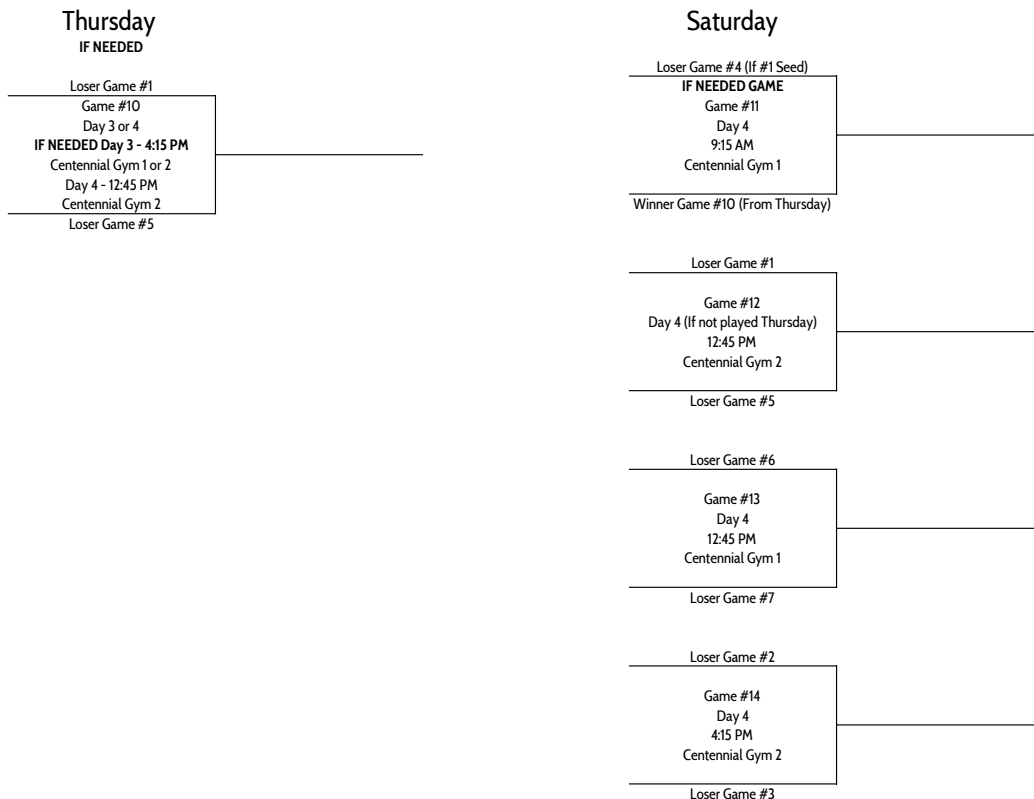 Thursday
IF NEEDED
Loser Game #1
Game #10
Day 3 or 4
IF NEEDED Day 3 - 4:15 PM
Centennial Gym 1 or 2
Day 4 - 12:45 PM
Centennial Gym 2
Loser Game #5
Saturday
Loser Game #4 (If #1 Seed)
IF NEEDED GAME
Game #11
Day 4
9:15 AM
Centennial Gym 1
Winner Game #10 (From Thursday)
Loser Game #1
Game #12
Day 4 (If not played Thursday)
12:45 PM
Centennial Gym 2
Loser Game #5
Loser Game #6
Game #13
Day 4
12:45 PM
Centennial Gym 1
Loser Game #7
Loser Game #2
Game #14
Day 4
4:15 PM
Centennial Gym 2
Loser Game #3